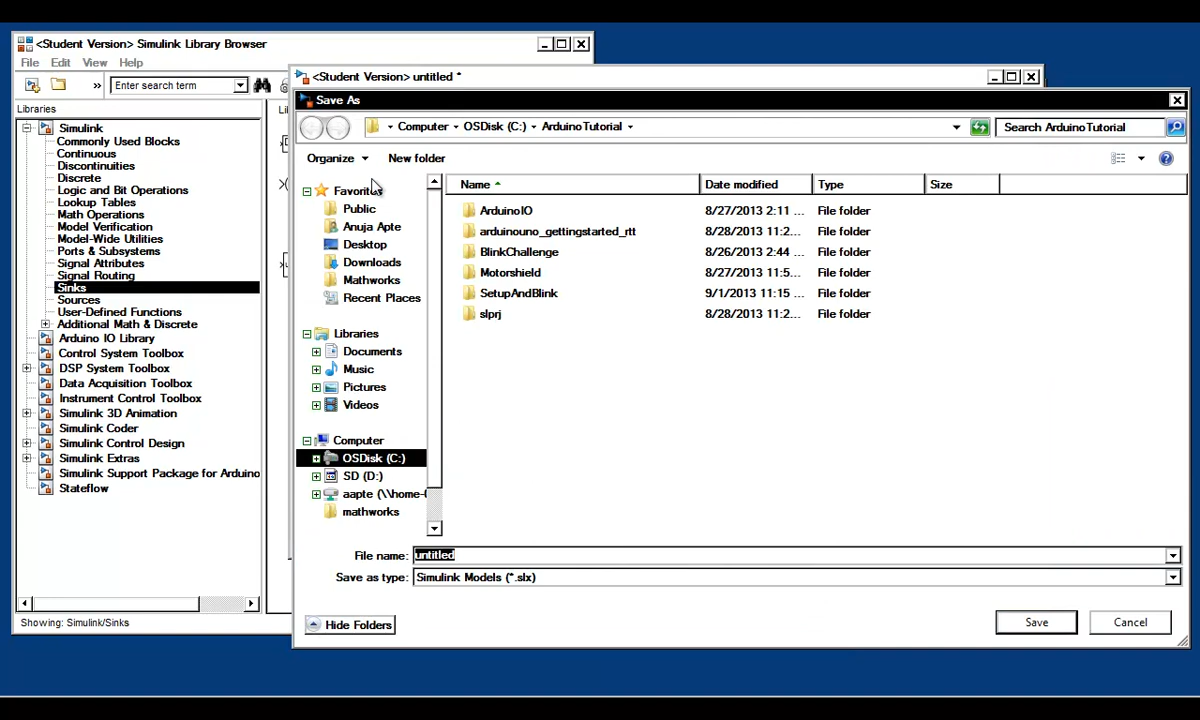 <Student Version> Simulink Library Browser
File Edit View Help
» Enter search term
Libraries
Simulink
Commonly Used Blocks
Continuous
Discontinuities
Discrete
Logic and Bit Operations
Lookup Tables
Math Operations
Model Verification
Model-Wide Utilities
Ports & Subsystems
Signal Attributes
Signal Routing
Sinks
Sources
User-Defined Functions
Additional Math & Discrete
Arduino IO Library
Control System Toolbox
DSP System Toolbox
Data Acquisition Toolbox
Instrument Control Toolbox
Simulink 3D Animation
Simulink Coder
Simulink Control Design
Simulink Extras
Simulink Support Package for Arduino
Stateflow
Showing: Simulink/Sinks
<Student Version> untitled *
Save As
Computer OSDisk (C:) ArduinoTutorial
Search ArduinoTutorial
Organize New folder
Favorites
Public
Anuja Apte
Desktop
Downloads
Mathworks
Recent Places
Libraries
Documents
Music
Pictures
Videos
Computer
OSDisk (C:)
SD (D:)
aapte (\\home-
mathworks
Name Date modified Type Size
ArduinoIO 8/27/2013 2:11 ... File folder
arduinouno_gettingstarted_rtt 8/28/2013 11:2... File folder
BlinkChallenge 8/26/2013 2:44 ... File folder
Motorshield 8/27/2013 11:5... File folder
SetupAndBlink 9/1/2013 11:15 ... File folder
slprj 8/28/2013 11:2... File folder
File name: untitled
Save as type: Simulink Models (*.slx)
Hide Folders Save Cancel